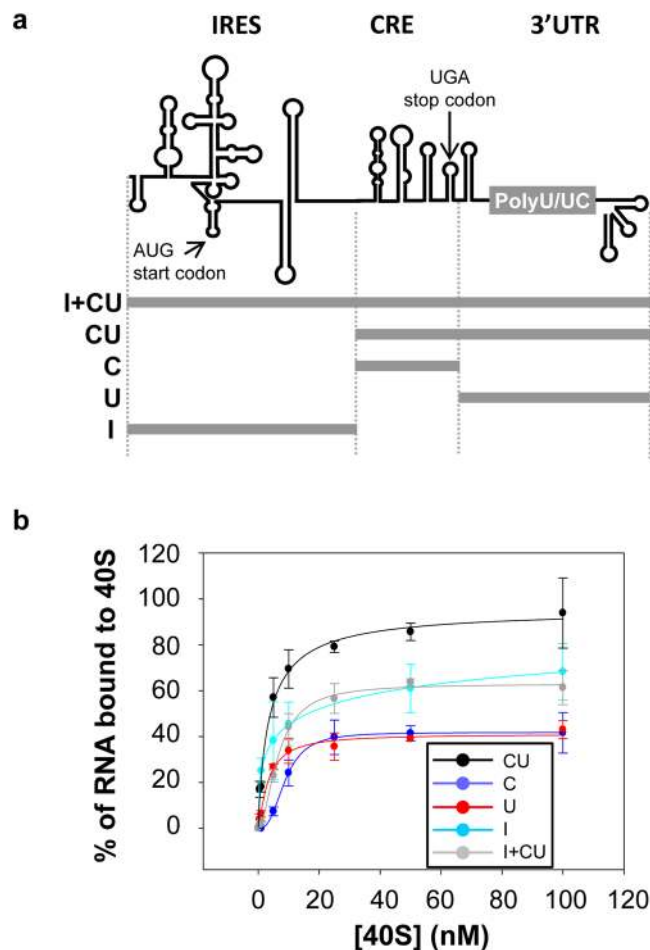 a
IRES CRE 3'UTR
UGA
stop codon
PolyU/UC
AUG
start codon
I+CU
CU
C
U
I
b
% of RNA bound to 40S
120
100
80
60
40
20
0
CU
C
U
I
I+CU
0 20 40 60 80 100 120
[40S] (nM)